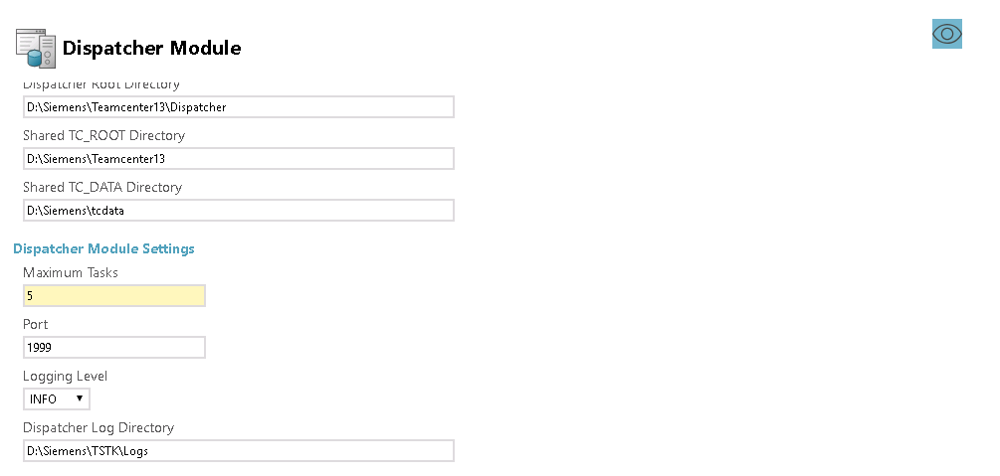 Dispatcher Module
Dispatcher Root Directory
D:\Siemens\Teamcenter13\Dispatcher
Shared TC_ROOT Directory
D:\Siemens\Teamcenter13
Shared TC_DATA Directory
D:\Siemens\tcdata
Dispatcher Module Settings
Maximum Tasks
5
Port
1999
Logging Level
INFO
Dispatcher Log Directory
D:\Siemens\TSTK\Logs